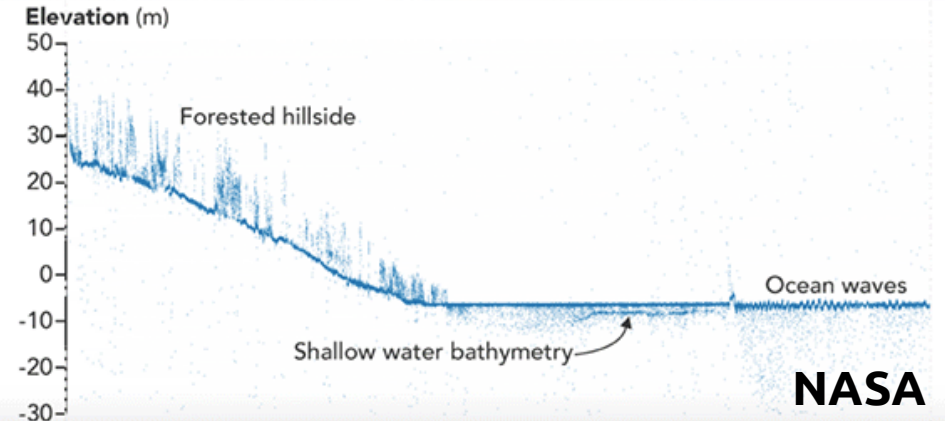 Elevation (m)
50
40
30
20
10
0
-10
-20
-30
Forested hillside
Ocean waves
Shallow water bathymetry
NASA